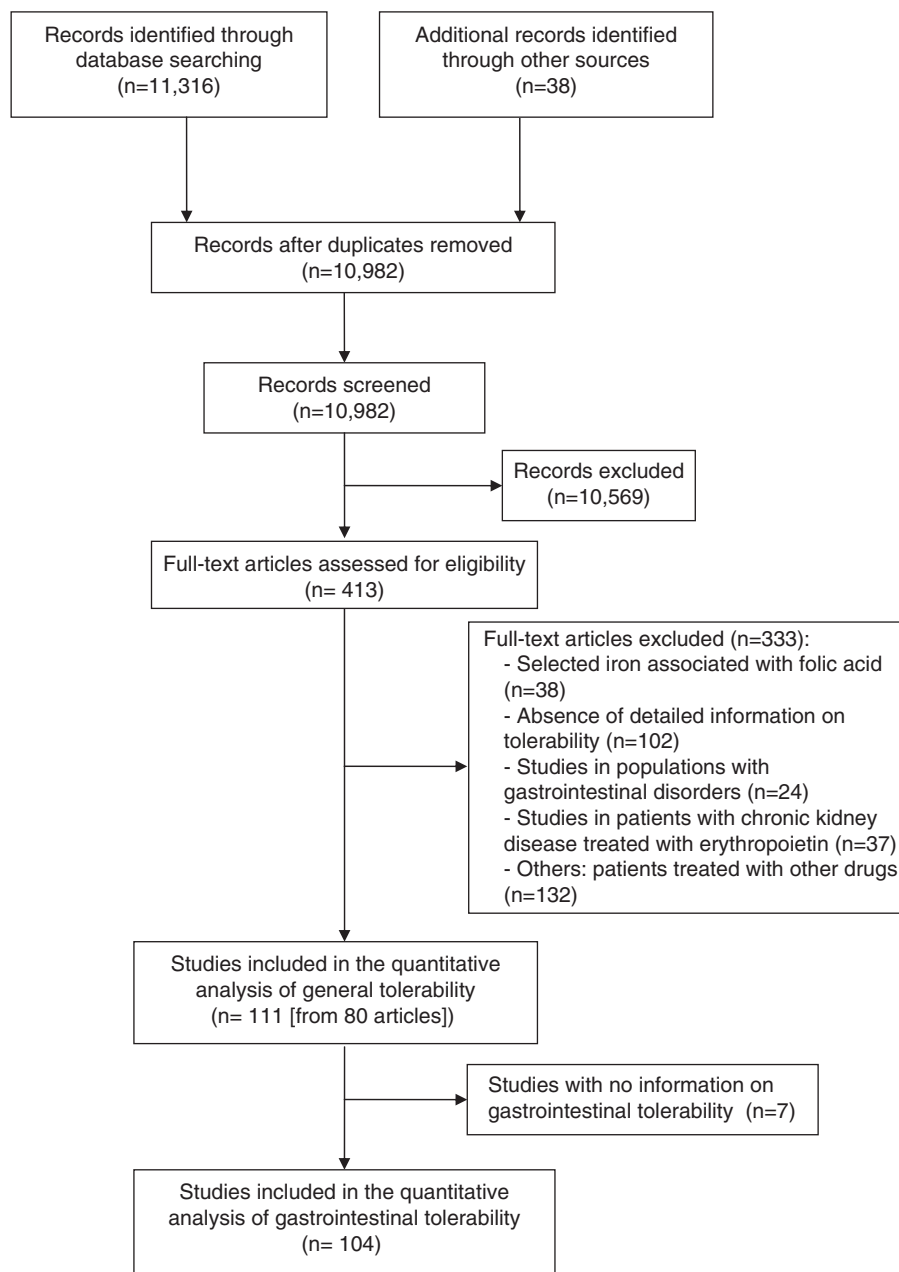 Records identified through
database searching
(n=11,316)
Additional records identified
through other sources
(n=38)
Records after duplicates removed
(n=10,982)
Records screened
(n=10,982)
Records excluded
(n=10,569)
Full-text articles assessed for eligibility
(n= 413)
Full-text articles excluded (n=333):
- Selected iron associated with folic acid
(n=38)
- Absence of detailed information on
tolerability (n=102)
- Studies in populations with
gastrointestinal disorders (n=24)
- Studies in patients with chronic kidney
disease treated with erythropoietin (n=37)
- Others: patients treated with other drugs
(n=132)
Studies included in the quantitative
analysis of general tolerability
(n= 111 [from 80 articles])
Studies with no information on
gastrointestinal tolerability (n=7)
Studies included in the quantitative
analysis of gastrointestinal tolerability
(n= 104)